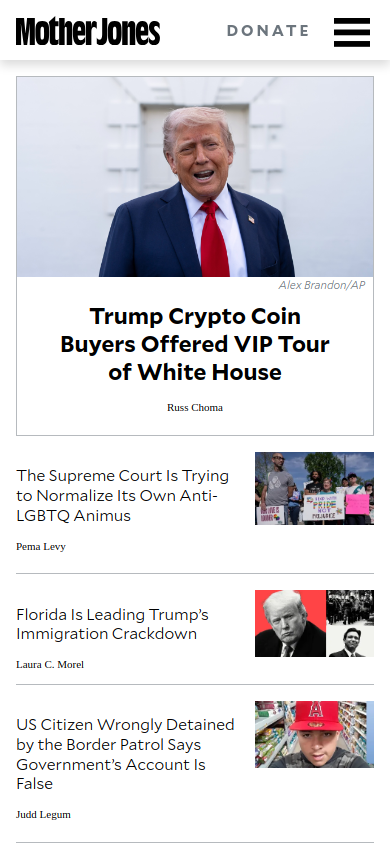 Mother Jones
DONATE
Alex Brandon/AP
Trump Crypto Coin
Buyers Offered VIP Tour
of White House
Russ Choma
The Supreme Court Is Trying
to Normalize Its Own Anti-
LGBTQ Animus
Pema Levy
PRIDE
PREJUDICE
Florida Is Leading Trump’s
Immigration Crackdown
Laura C. Morel
US Citizen Wrongly Detained
by the Border Patrol Says
Government’s Account Is
False
Judd Legum